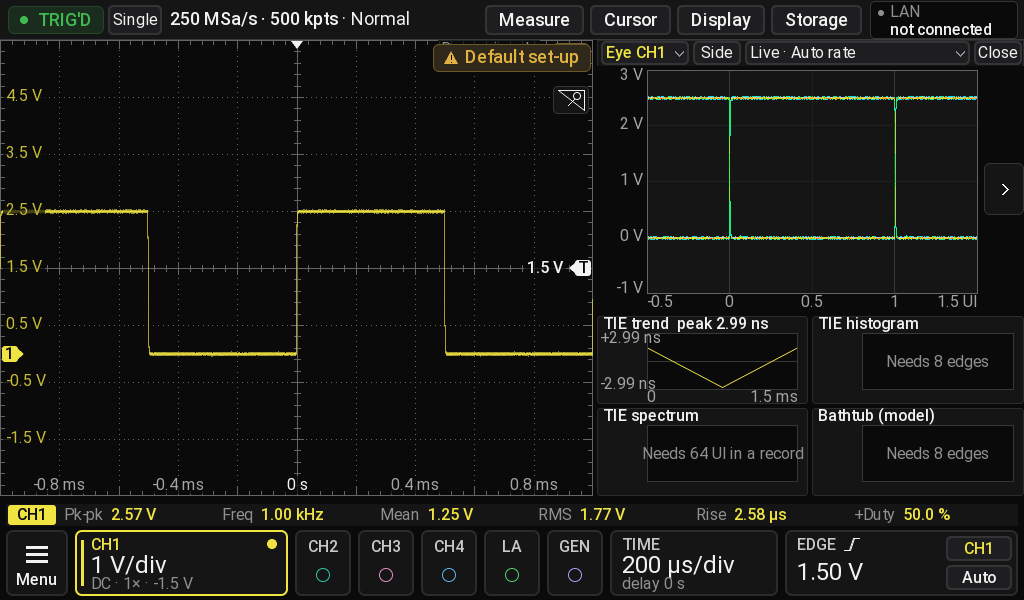 TRIG'D Single 250 MSa/s · 500 kpts · Normal Measure Cursor Display Storage LAN
not connected
Default set-up Eye CH1 Side Live · Auto rate Close
4.5 V
3.5 V
2.5 V
1.5 V
0.5 V
-0.5 V
-1.5 V
1
1.5 V T
-0.8 ms -0.4 ms 0 s 0.4 ms 0.8 ms
3 V
2 V
1 V
0 V
-1 V
-0.5 0 0.5 1 1.5 UI
TIE trend peak 2.99 ns
+2.99 ns
-2.99 ns
0 1.5 ms
TIE histogram
Needs 8 edges
TIE spectrum
Needs 64 UI in a record
Bathtub (model)
Needs 8 edges
CH1 Pk-pk 2.57 V Freq 1.00 kHz Mean 1.25 V RMS 1.77 V Rise 2.58 µs +Duty 50.0 %
Menu
CH1
1 V/div
DC · 1× · -1.5 V
CH2 CH3 CH4 LA GEN
TIME
200 µs/div
delay 0 s
EDGE
1.50 V
CH1
Auto